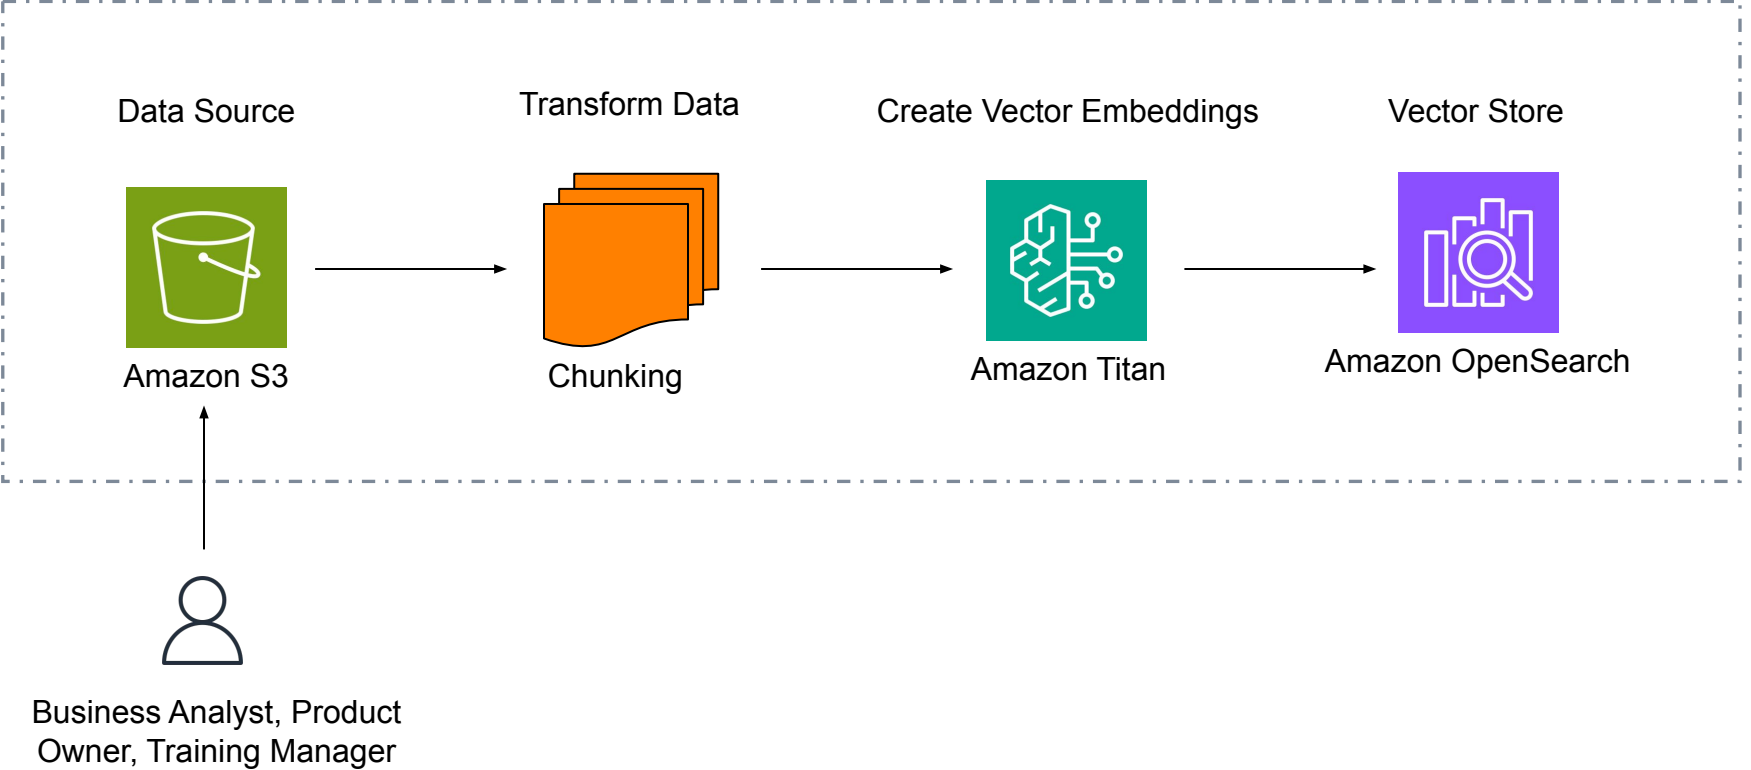 Data Source
Transform Data
Create Vector Embeddings
Vector Store
Amazon S3
Chunking
Amazon Titan
Amazon OpenSearch
Business Analyst, Product
Owner, Training Manager